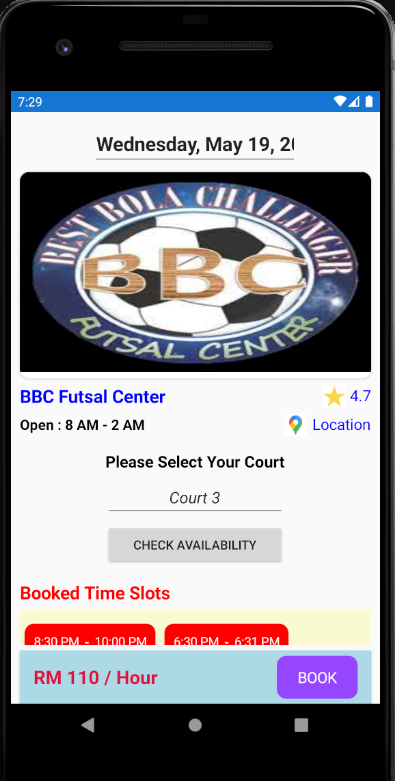 7:29
Wednesday, May 19, 20
BEST BOLA CHALLENGER
BBC
FUTSAL CENTER
BBC Futsal Center
4.7
Open : 8 AM - 2 AM
Location
Please Select Your Court
Court 3
CHECK AVAILABILITY
Booked Time Slots
8:30 PM - 10:00 PM
6:30 PM - 6:31 PM
RM 110 / Hour
BOOK